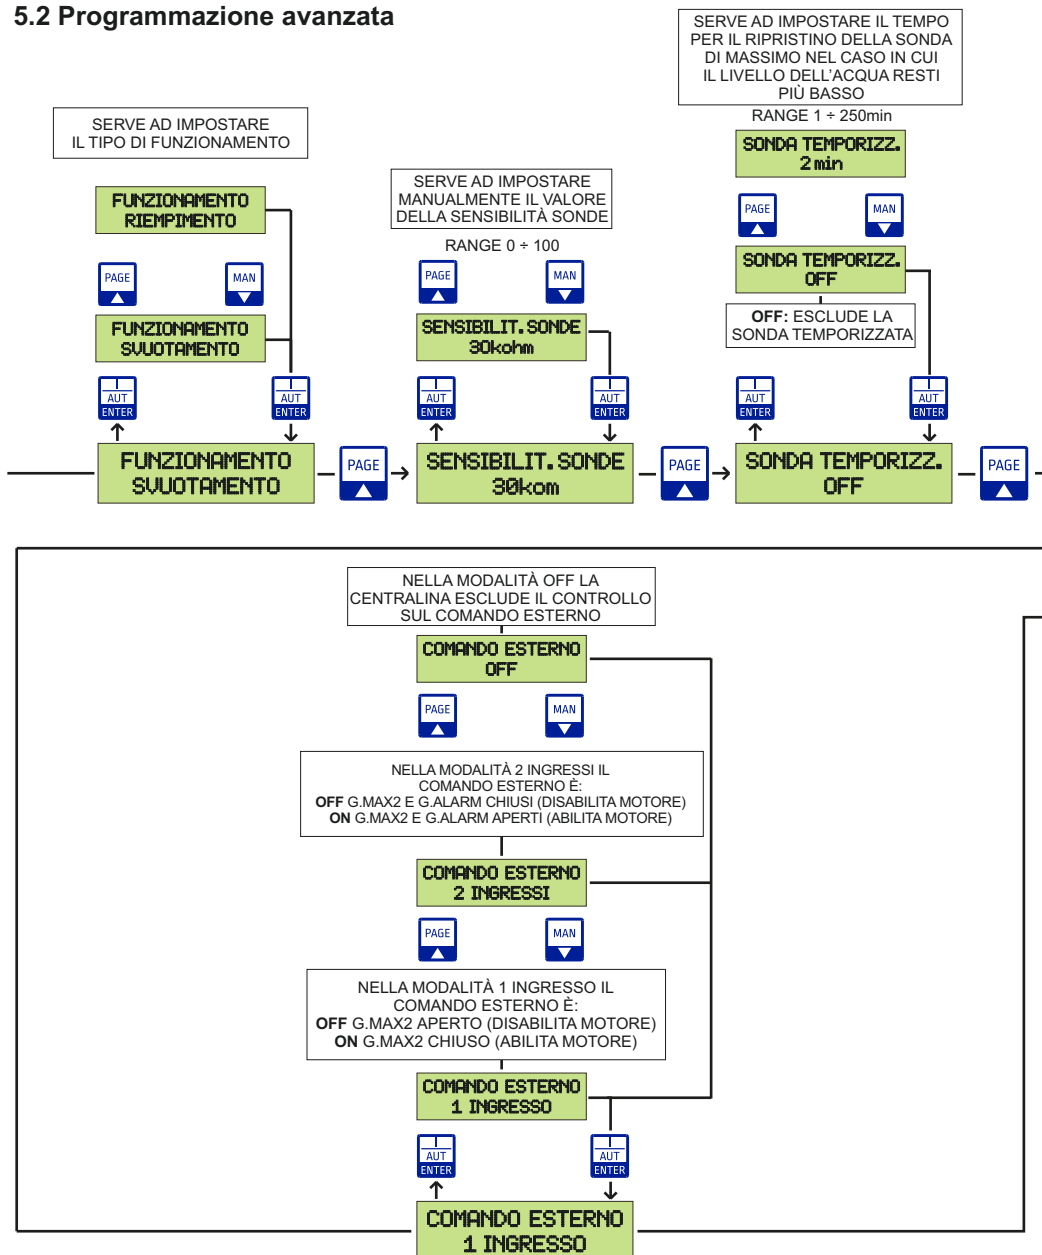 5.2 Programmazione avanzata
SERVE AD IMPOSTARE
IL TIPO DI FUNZIONAMENTO
FUNZIONAMENTO
RIEMPIMENTO
PAGE
MAN
FUNZIONAMENTO
SVUOTAMENTO
AUT
ENTER
AUT
ENTER
FUNZIONAMENTO
SVUOTAMENTO
PAGE
SERVE AD IMPOSTARE
MANUALMENTE IL VALORE
DELLA SENSIBILITÀ SONDE
RANGE 0 ÷ 100
PAGE
MAN
SENSIBILIT. SONDE
30kohm
AUT
ENTER
AUT
ENTER
SENSIBILIT. SONDE
30kom
PAGE
SERVE AD IMPOSTARE IL TEMPO
PER IL RIPRISTINO DELLA SONDA
DI MASSIMO NEL CASO IN CUI
IL LIVELLO DELL'ACQUA RESTI
PIÙ BASSO
RANGE 1 ÷ 250min
SONDA TEMPORIZZ.
2 min
PAGE
MAN
SONDA TEMPORIZZ.
OFF
OFF: ESCLUDE LA
SONDA TEMPORIZZATA
AUT
ENTER
AUT
ENTER
SONDA TEMPORIZZ.
OFF
PAGE
NELLA MODALITÀ OFF LA
CENTRALINA ESCLUDE IL CONTROLLO
SUL COMANDO ESTERNO
COMANDO ESTERNO
OFF
PAGE
MAN
NELLA MODALITÀ 2 INGRESSI IL
COMANDO ESTERNO È:
OFF G.MAX2 E G.ALARM CHIUSI (DISABILITA MOTORE)
ON G.MAX2 E G.ALARM APERTI (ABILITA MOTORE)
COMANDO ESTERNO
2 INGRESSI
PAGE
MAN
NELLA MODALITÀ 1 INGRESSO IL
COMANDO ESTERNO È:
OFF G.MAX2 APERTO (DISABILITA MOTORE)
ON G.MAX2 CHIUSO (ABILITA MOTORE)
COMANDO ESTERNO
1 INGRESSO
AUT
ENTER
AUT
ENTER
COMANDO ESTERNO
1 INGRESSO